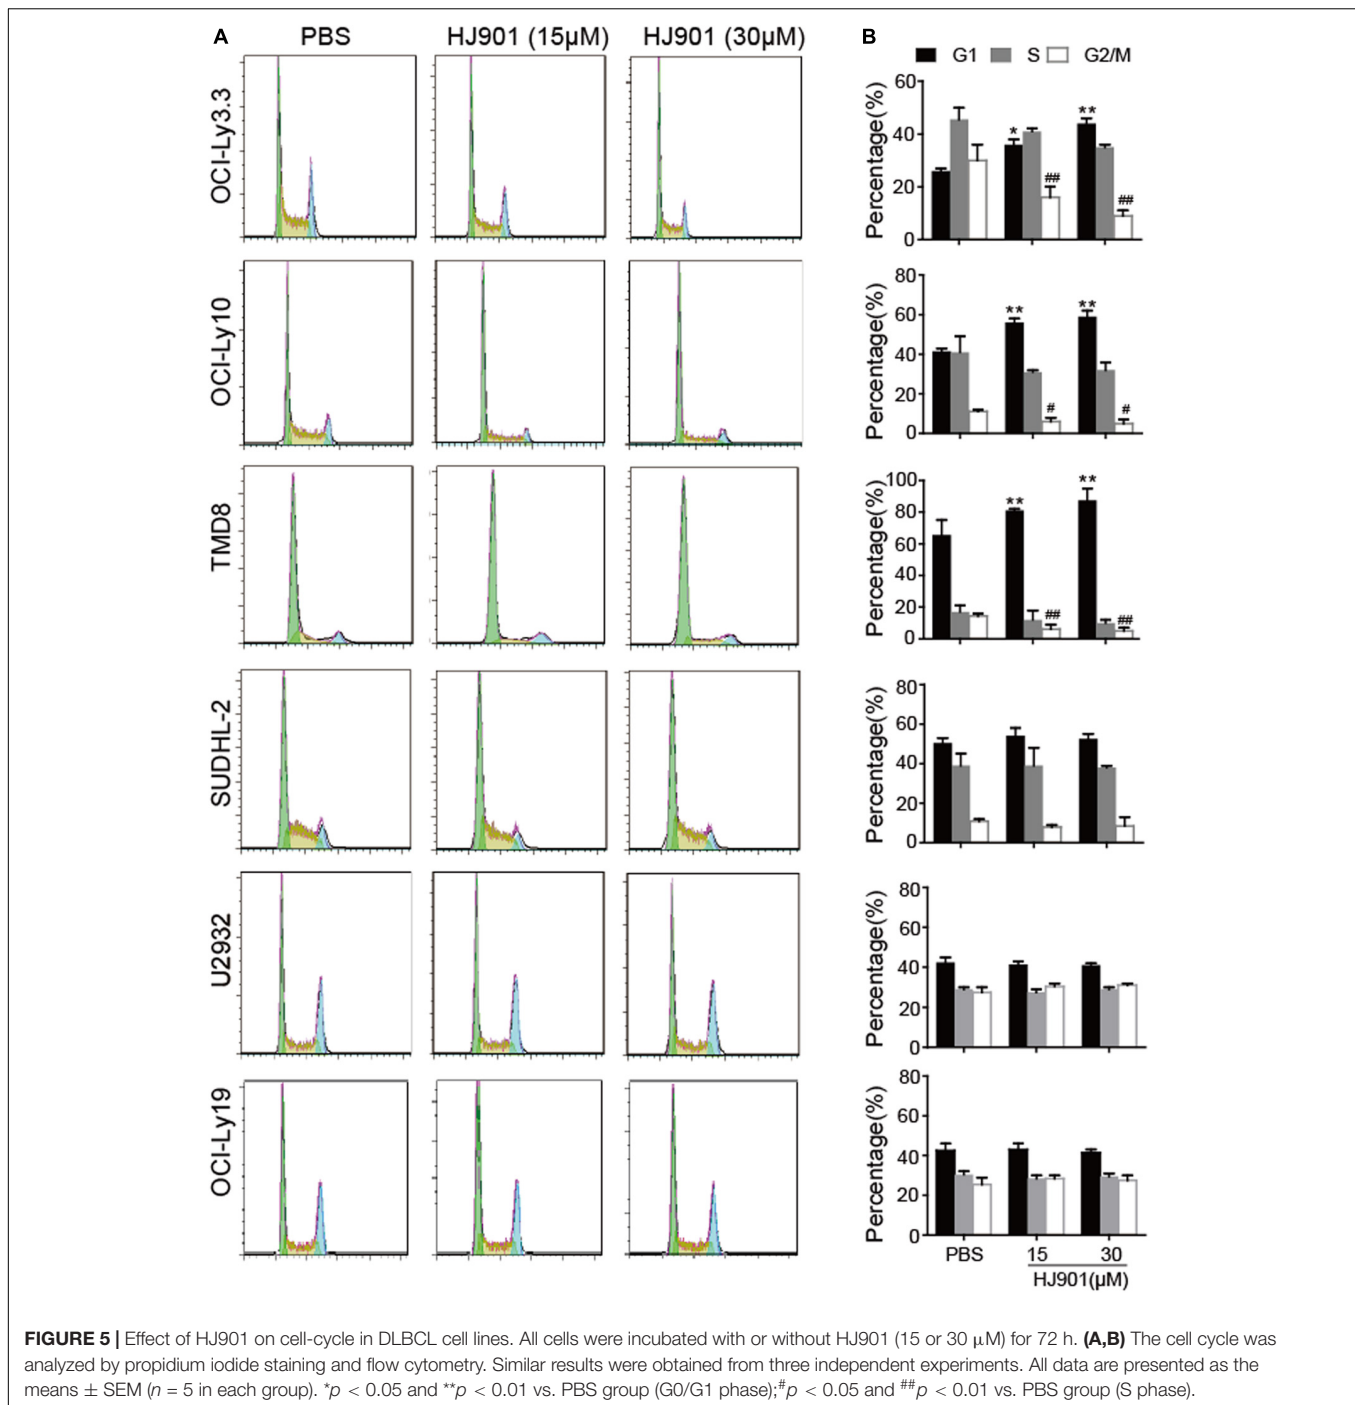 A
PBS
HJ901 (15μM)
HJ901 (30μM)
OCI-Ly3.3
OCI-Ly10
TMD8
SUDHL-2
U2932
OCI-Ly19
B
G1 S G2/M
Percentage(%)
60
40
20
0
* ** ## ##
Percentage(%)
80
60
40
20
0
** ** # #
Percentage(%)
100
80
60
40
20
0
** ** ## ##
Percentage(%)
80
60
40
20
0
Percentage(%)
80
60
40
20
0
Percentage(%)
80
60
40
20
0
PBS 15 30
HJ901(μM)
FIGURE 5 | Effect of HJ901 on cell-cycle in DLBCL cell lines. All cells were incubated with or without HJ901 (15 or 30 μM) for 72 h. (A,B) The cell cycle was
analyzed by propidium iodide staining and flow cytometry. Similar results were obtained from three independent experiments. All data are presented as the
means ± SEM (n = 5 in each group). *p < 0.05 and **p < 0.01 vs. PBS group (G0/G1 phase);#p < 0.05 and ##p < 0.01 vs. PBS group (S phase).